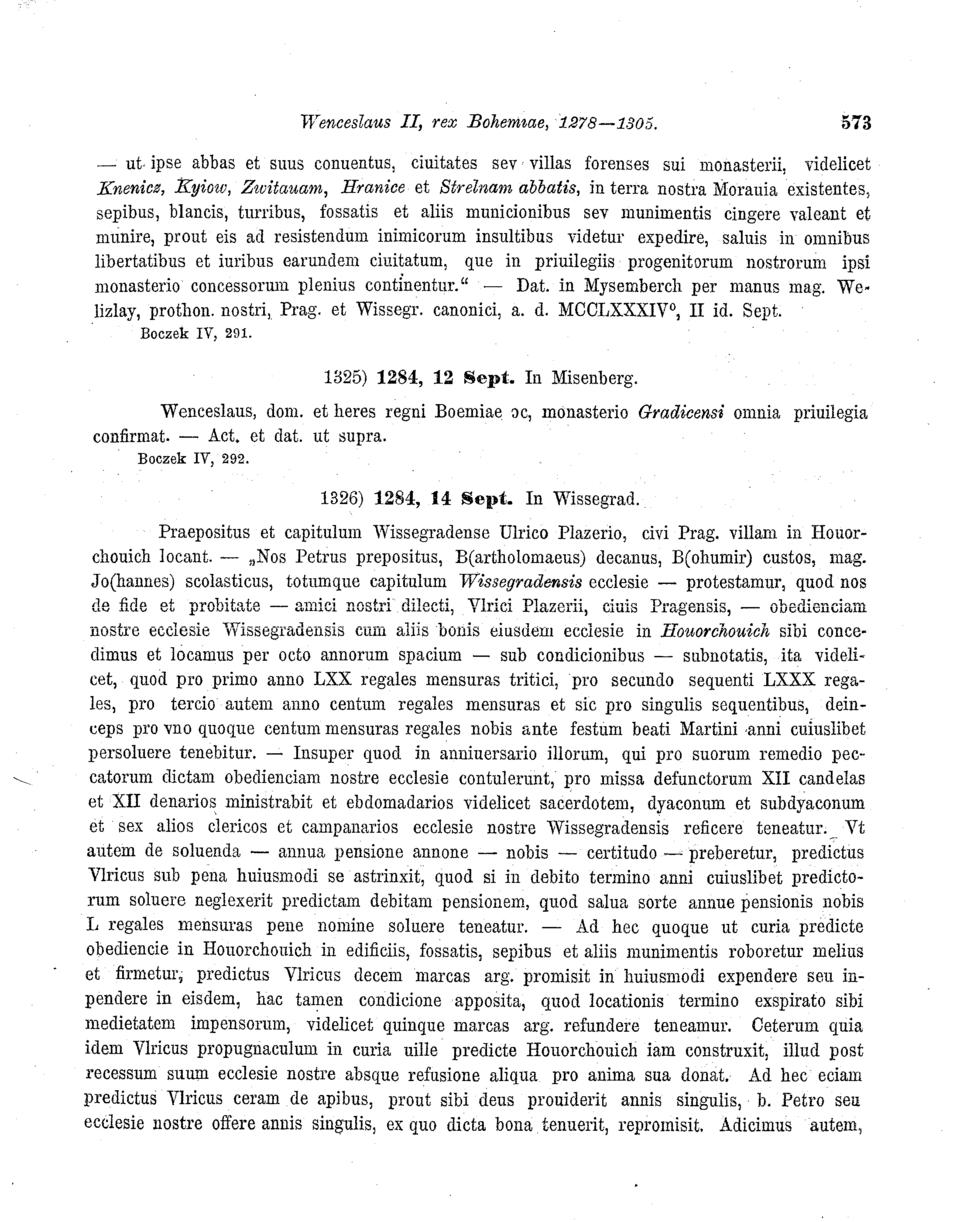 Wenceslaus II, rex Bohemiae, 1278—1305. 573
— ut ipse abbas et suus conuentus, ciuitates sev villas forenses sui monasterii, videlicet
Knenicz, Kyiow, Zwitauam, Hranice et Strelnam abbatis, in terra nostra Morauia existentes,
sepibus, blancis, turribus, fossatis et aliis municionibus sev munimentis cingere valeant et
munire, prout eis ad resistendum inimicorum insultibus videtur expedire, saluis in omnibus
libertatibus et iuribus earundem ciuitatum, que in priuilegiis progenitorum nostrorum ipsi
monasterio concessorum plenius continentur.“ — Dat. in Mysemberch per manus mag. We-
lizlay, prothon. nostri, Prag. et Wissegr. canonici, a. d. MCCLXXXIV⁰, II id. Sept.
Boczek IV, 291.
1325) 1284, 12 Sept. In Misenberg.
Wenceslaus, dom. et heres regni Boemiae ɔc, monasterio Gradicensi omnia priuilegia
confirmat. — Act. et dat. ut supra.
Boczek IV, 292.
1326) 1284, 14 Sept. In Wissegrad.
Praepositus et capitulum Wissegradense Ulrico Plazerio, civi Prag. villam in Houor-
chouich locant. — „Nos Petrus prepositus, B(artholomaeus) decanus, B(ohumir) custos, mag.
Jo(hannes) scolasticus, totumque capitulum Wissegradensis ecclesie — protestamur, quod nos
de fide et probitate — amici nostri dilecti, Vlrici Plazerii, ciuis Pragensis, — obedienciam
nostre ecclesie Wissegradensis cum aliis bonis eiusdem ecclesie in Houorchouich sibi conce-
dimus et locamus per octo annorum spacium — sub condicionibus — subnotatis, ita videli-
cet, quod pro primo anno LXX regales mensuras tritici, pro secundo sequenti LXXX rega-
les, pro tercio autem anno centum regales mensuras et sic pro singulis sequentibus, dein-
ceps pro vno quoque centum mensuras regales nobis ante festum beati Martini anni cuiuslibet
persoluere tenebitur. — Insuper quod in anniuersario illorum, qui pro suorum remedio pec-
catorum dictam obedienciam nostre ecclesie contulerunt, pro missa defunctorum XII candelas
et XII denarios ministrabit et ebdomadarios videlicet sacerdotem, dyaconum et subdyaconum
et sex alios clericos et campanarios ecclesie nostre Wissegradensis reficere teneatur. Vt
autem de soluenda — annua pensione annone — nobis — certitudo — preberetur, predictus
Vlricus sub pena huiusmodi se astrinxit, quod si in debito termino anni cuiuslibet predicto-
rum soluere neglexerit predictam debitam pensionem, quod salua sorte annue pensionis nobis
L regales mensuras pene nomine soluere teneatur. — Ad hec quoque ut curia predicte
obediencie in Houorchouich in edificiis, fossatis, sepibus et aliis munimentis roboretur melius
et firmetur, predictus Vlricus decem marcas arg. promisit in huiusmodi expendere seu in-
pendere in eisdem, hac tamen condicione apposita, quod locationis termino exspirato sibi
medietatem impensorum, videlicet quinque marcas arg. refundere teneamur. Ceterum quia
idem Vlricus propugnaculum in curia uille predicte Houorchouich iam construxit, illud post
recessum suum ecclesie nostre absque refusione aliqua pro anima sua donat. Ad hec eciam
predictus Vlricus ceram de apibus, prout sibi deus prouiderit annis singulis, b. Petro seu
ecclesie nostre offere annis singulis, ex quo dicta bona tenuerit, repromisit. Adicimus autem,